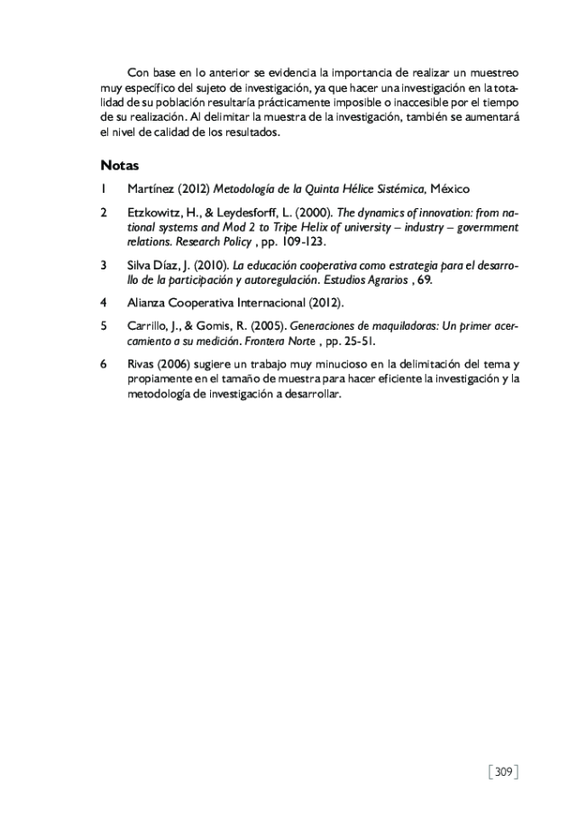 Con base en lo anterior se evidencia la importancia de realizar un muestreo
muy específico del sujeto de investigación, ya que hacer una investigación en la tota-
lidad de su población resultaría prácticamente imposible o inaccesible por el tiempo
de su realización. Al delimitar la muestra de la investigación, también se aumentará
el nivel de calidad de los resultados.
Notas
1 Martínez (2012) Metodología de la Quinta Hélice Sistémica, México
2 Etzkowitz, H., & Leydesforff, L. (2000). The dynamics of innovation: from na-
tional systems and Mod 2 to Tripe Helix of university – industry – govermment
relations. Research Policy , pp. 109-123.
3 Silva Díaz, J. (2010). La educación cooperativa como estrategia para el desarro-
llo de la participación y autoregulación. Estudios Agrarios , 69.
4 Alianza Cooperativa Internacional (2012).
5 Carrillo, J., & Gomis, R. (2005). Generaciones de maquiladoras: Un primer acer-
camiento a su medición. Frontera Norte , pp. 25-51.
6 Rivas (2006) sugiere un trabajo muy minucioso en la delimitación del tema y
propiamente en el tamaño de muestra para hacer eficiente la investigación y la
metodología de investigación a desarrollar.
[309]